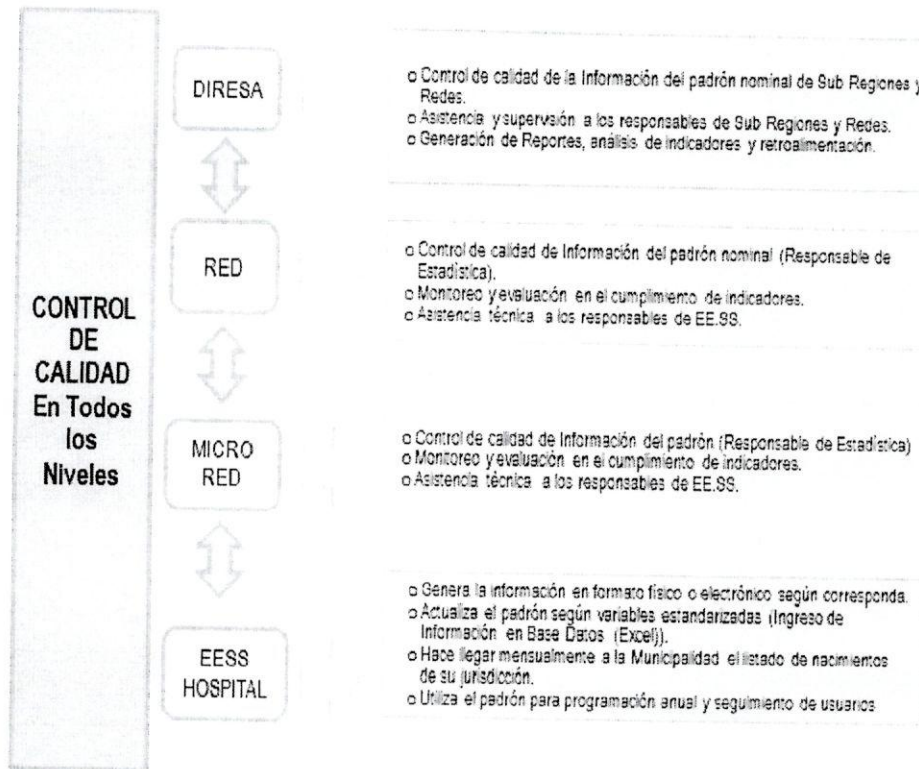 CONTROL
DE
CALIDAD
En Todos
los
Niveles
DIRESA
o Control de calidad de la Información del padrón nominal de Sub Regiones y
Redes.
o Asistencia y supervisión a los responsables de Sub Regiones y Redes.
o Generación de Reportes, análisis de indicadores y retroalimentación.
RED
o Control de calidad de Información del padrón nominal (Responsable de
Estadística).
o Monitoreo y evaluación en el cumplimiento de indicadores.
o Asistencia técnica a los responsables de EE.SS.
MICRO
RED
o Control de calidad de Información del padrón (Responsable de Estadística)
o Monitoreo y evaluación en el cumplimiento de indicadores.
o Asistencia técnica a los responsables de EE.SS.
EESS
HOSPITAL
o Genera la información en formato físico o electrónico según corresponda.
o Actualiza el padrón según variables estandarizadas (Ingreso de
Información en Base Datos (Excel)).
o Hace llegar mensualmente a la Municipalidad el listado de nacimientos
de su jurisdicción.
o Utiliza el padrón para programación anual y seguimiento de usuarios